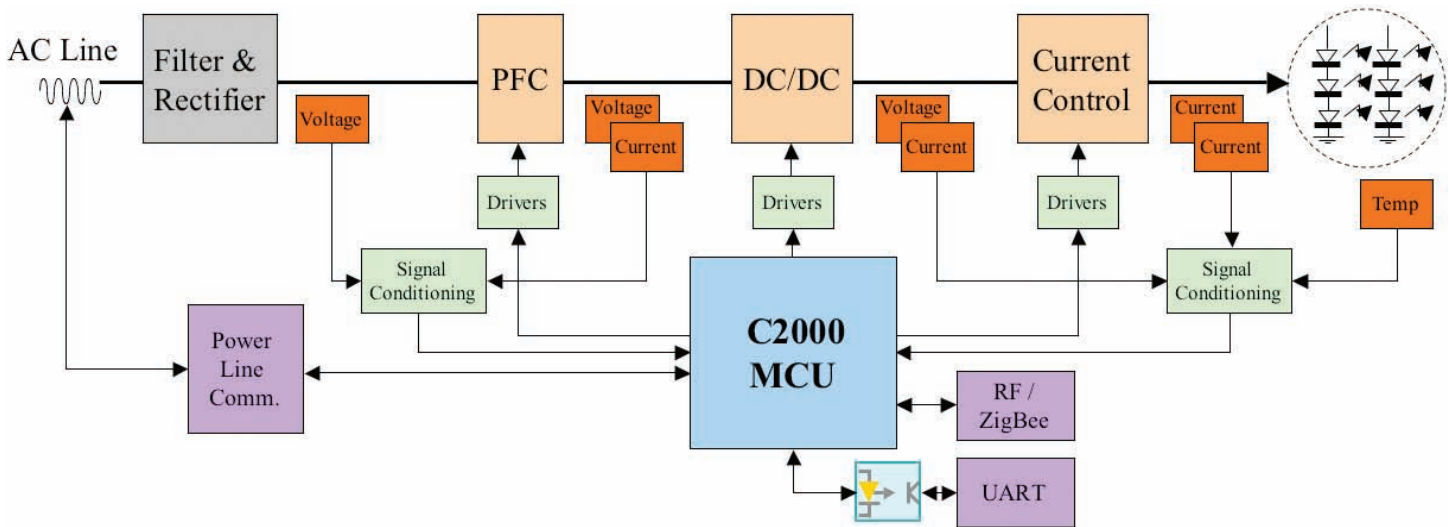 AC Line
Filter &
Rectifier
PFC
DC/DC
Current
Control
Voltage
Voltage
Current
Voltage
Current
Current
Current
Drivers
Drivers
Drivers
Temp
Signal
Conditioning
Signal
Conditioning
Power
Line
Comm.
C2000
MCU
RF /
ZigBee
UART